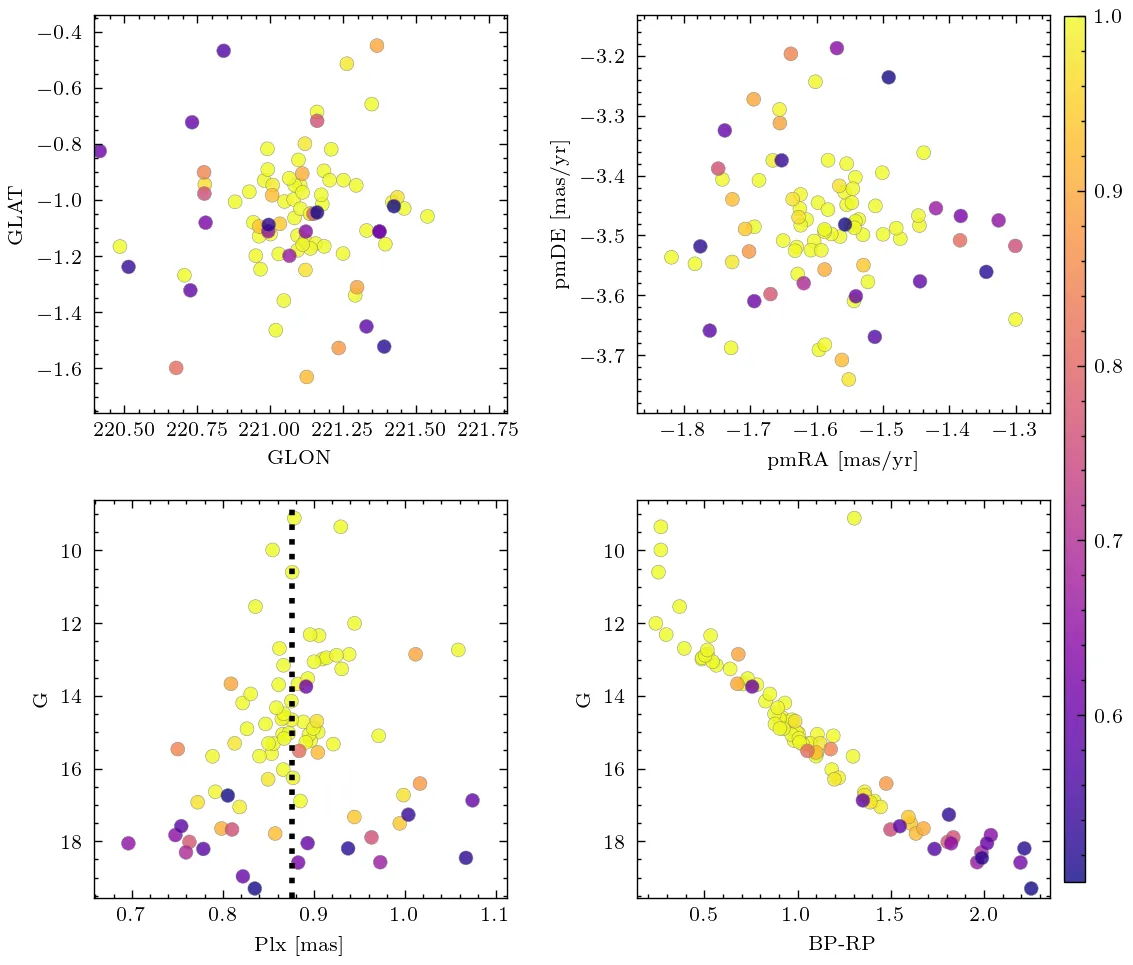 −0.4
−0.6
−0.8
−1.0
−1.2
−1.4
−1.6
GLAT
220.50 220.75 221.00 221.25 221.50 221.75
GLON
−3.2
−3.3
−3.4
−3.5
−3.6
−3.7
pmDE [mas/yr]
−1.8 −1.7 −1.6 −1.5 −1.4 −1.3
pmRA [mas/yr]
1.0
0.9
0.8
0.7
0.6
10
12
14
16
18
G
0.7 0.8 0.9 1.0 1.1
Plx [mas]
10
12
14
16
18
G
0.5 1.0 1.5 2.0
BP-RP